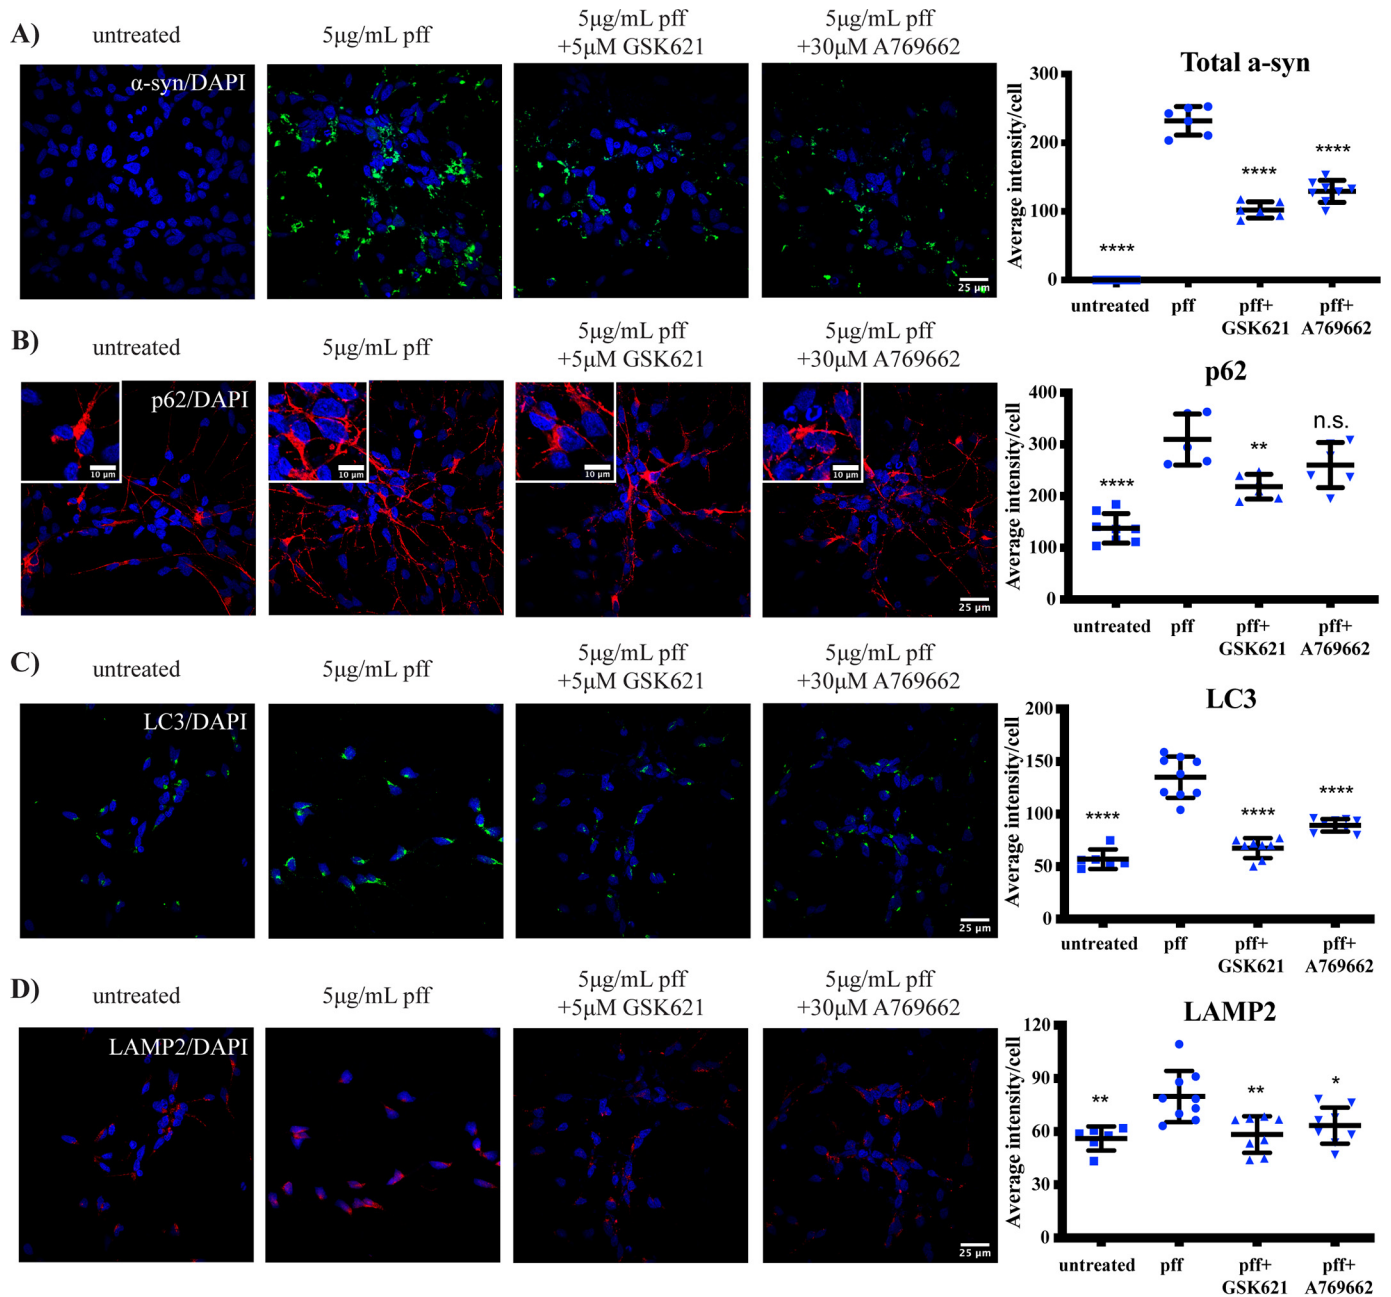 A)
untreated
5µg/mL pff
5µg/mL pff
+5µM GSK621
5µg/mL pff
+30µM A769662
α-syn/DAPI
25 µm
Total a-syn
Average intensity/cell
300
200
100
0
****
****
****
untreated
pff
pff+
GSK621
pff+
A769662
B)
untreated
5µg/mL pff
5µg/mL pff
+5µM GSK621
5µg/mL pff
+30µM A769662
p62/DAPI
10 µm
10 µm
10 µm
10 µm
25 µm
p62
Average intensity/cell
400
300
200
100
0
****
**
n.s.
untreated
pff
pff+
GSK621
pff+
A769662
C)
untreated
5µg/mL pff
5µg/mL pff
+5µM GSK621
5µg/mL pff
+30µM A769662
LC3/DAPI
25 µm
LC3
Average intensity/cell
200
150
100
50
0
****
****
****
untreated
pff
pff+
GSK621
pff+
A769662
D)
untreated
5µg/mL pff
5µg/mL pff
+5µM GSK621
5µg/mL pff
+30µM A769662
LAMP2/DAPI
25 µm
LAMP2
Average intensity/cell
120
90
60
30
0
**
**
*
untreated
pff
pff+
GSK621
pff+
A769662